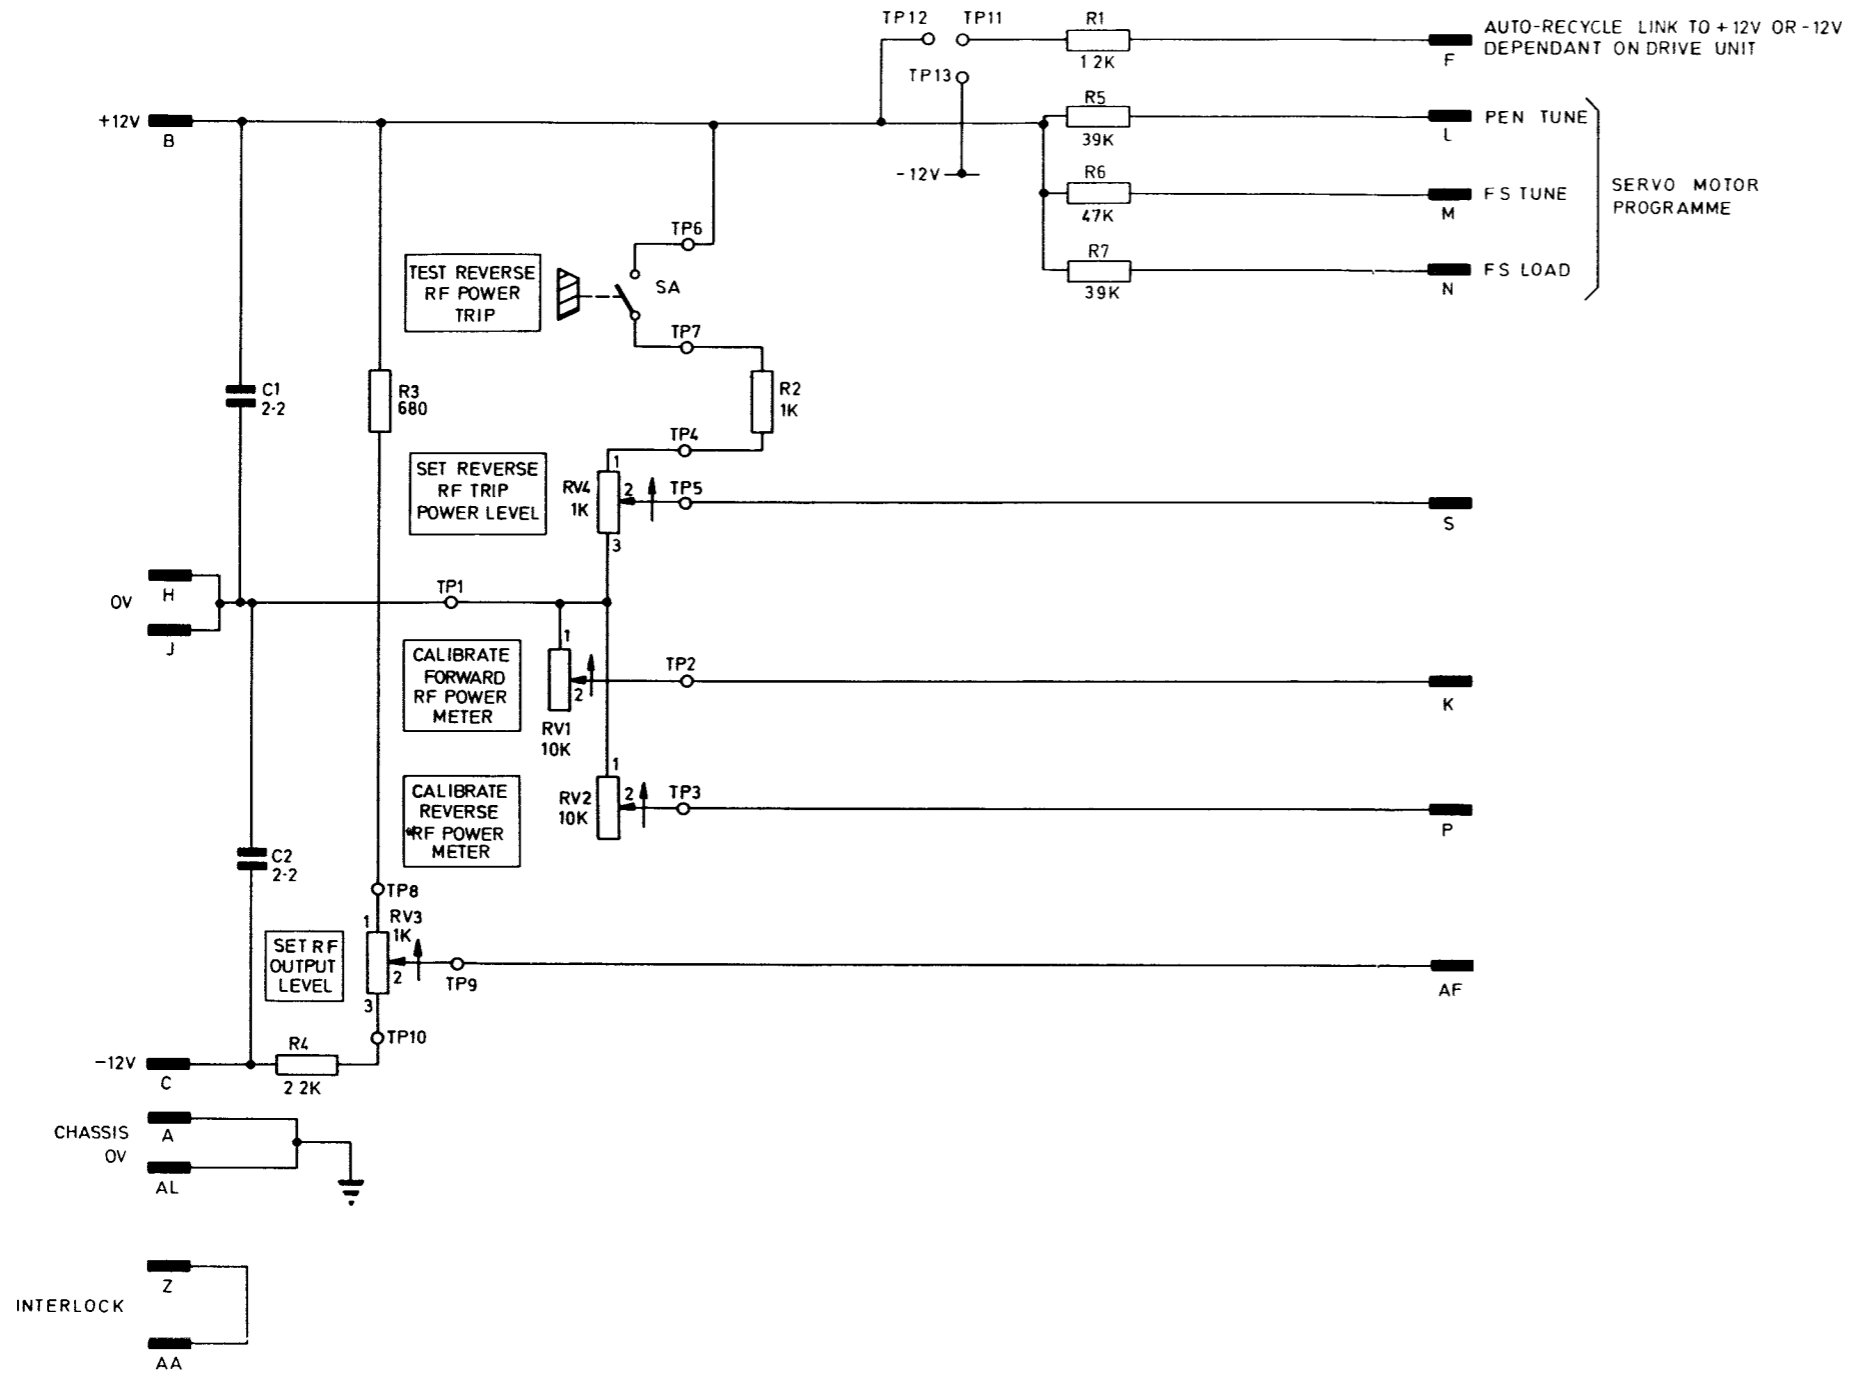 TP12 TP11 R1
AUTO-RECYCLE LINK TO +12V OR -12V
DEPENDANT ON DRIVE UNIT
1 2K
F
TP13
+12V
B
R5
39K
PEN TUNE
L
-12V
R6
47K
FS TUNE
M
SERVO MOTOR
PROGRAMME
R7
39K
FS LOAD
N
TP6
TEST REVERSE
RF POWER
TRIP
SA
TP7
C1
2·2
R3
680
R2
1K
TP4
SET REVERSE
RF TRIP
POWER LEVEL
RV4
1K
1
2
3
TP5
S
0V
H
J
TP1
CALIBRATE
FORWARD
RF POWER
METER
1
2
RV1
10K
TP2
K
CALIBRATE
REVERSE
RF POWER
METER
RV2
10K
1
2
TP3
P
C2
2·2
TP8
RV3
1K
1
2
3
SET RF
OUTPUT
LEVEL
TP9
AF
TP10
-12V
C
R4
2 2K
CHASSIS
0V
A
AL
INTERLOCK
Z
AA